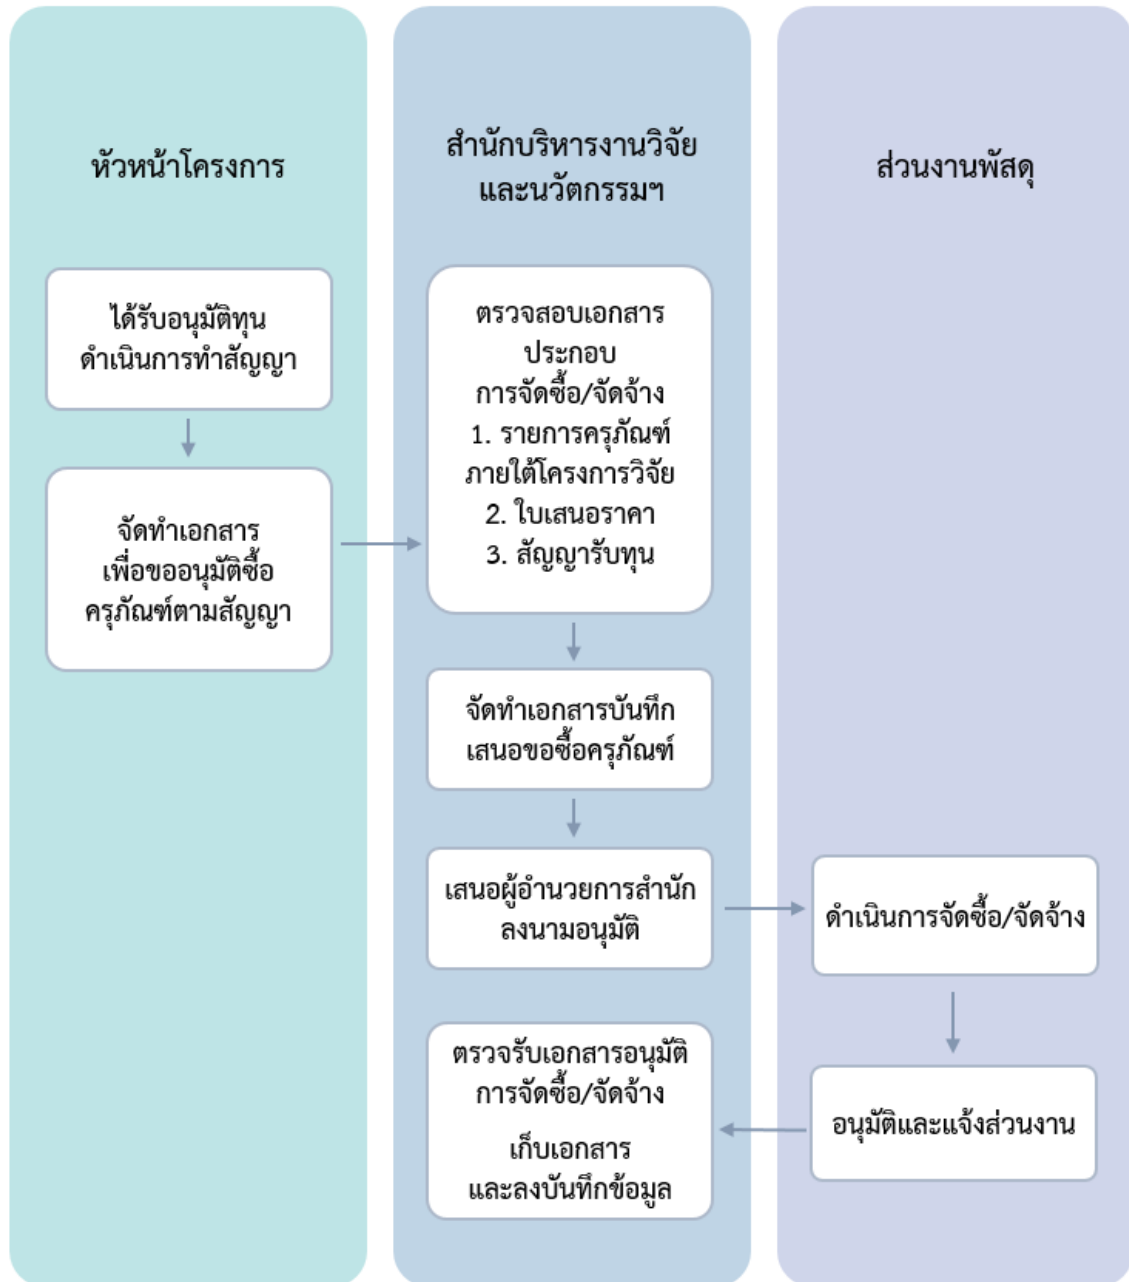 หัวหน้าโครงการ
สำนักบริหารงานวิจัย
และนวัตกรรมฯ
ส่วนงานพัสดุ
ได้รับอนุมัติทุน
ดำเนินการทำสัญญา
จัดทำเอกสาร
เพื่อขออนุมัติซื้อ
ครุภัณฑ์ตามสัญญา
ตรวจสอบเอกสาร
ประกอบ
การจัดซื้อ/จัดจ้าง
1. รายการครุภัณฑ์
ภายใต้โครงการวิจัย
2. ใบเสนอราคา
3. สัญญารับทุน
จัดทำเอกสารบันทึก
เสนอขอซื้อครุภัณฑ์
เสนอผู้อำนวยการสำนัก
ลงนามอนุมัติ
ดำเนินการจัดซื้อ/จัดจ้าง
อนุมัติและแจ้งส่วนงาน
ตรวจรับเอกสารอนุมัติ
การจัดซื้อ/จัดจ้าง
เก็บเอกสาร
และลงบันทึกข้อมูล